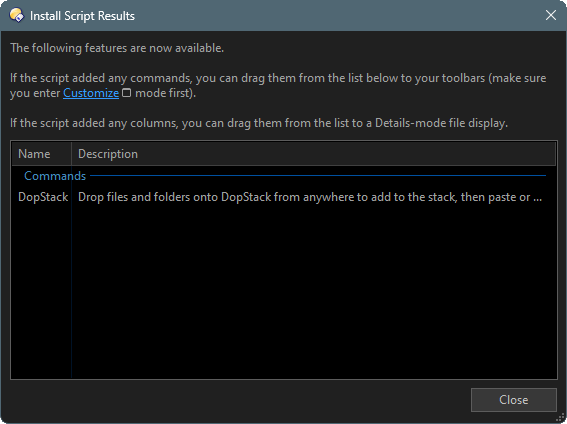 Install Script Results
The following features are now available.
If the script added any commands, you can drag them from the list below to your toolbars (make sure
you enter Customize mode first).
If the script added any columns, you can drag them from the list to a Details-mode file display.
Name Description
Commands
DopStack Drop files and folders onto DopStack from anywhere to add to the stack, then paste or ...
Close